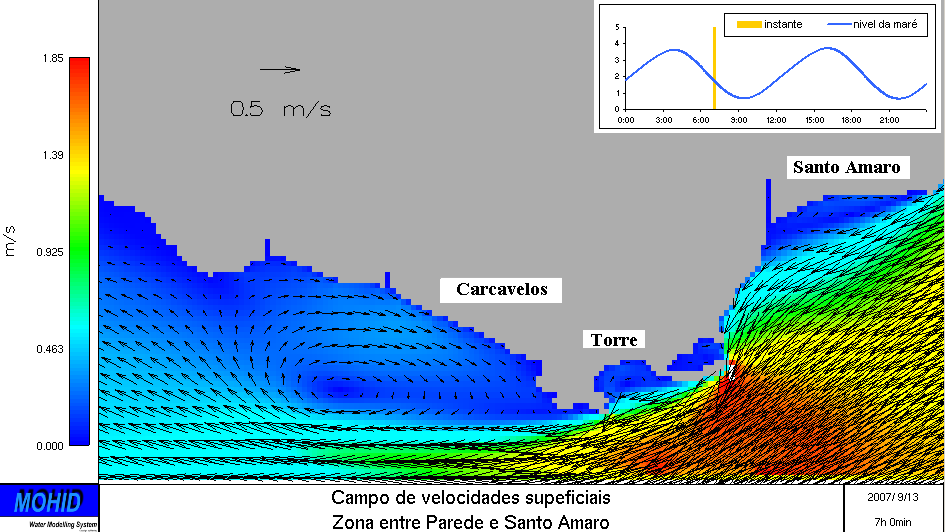 1.85
1.39
0.925
0.463
0.000
m/s
0.5 m/s
instante
nivel da maré
5
4
3
2
1
0
0:00 3:00 6:00 9:00 12:00 15:00 18:00 21:00
Santo Amaro
Carcavelos
Torre
MOHID
Water Modelling System
Campo de velocidades supeficiais
Zona entre Parede e Santo Amaro
2007/ 9/13
7h 0min